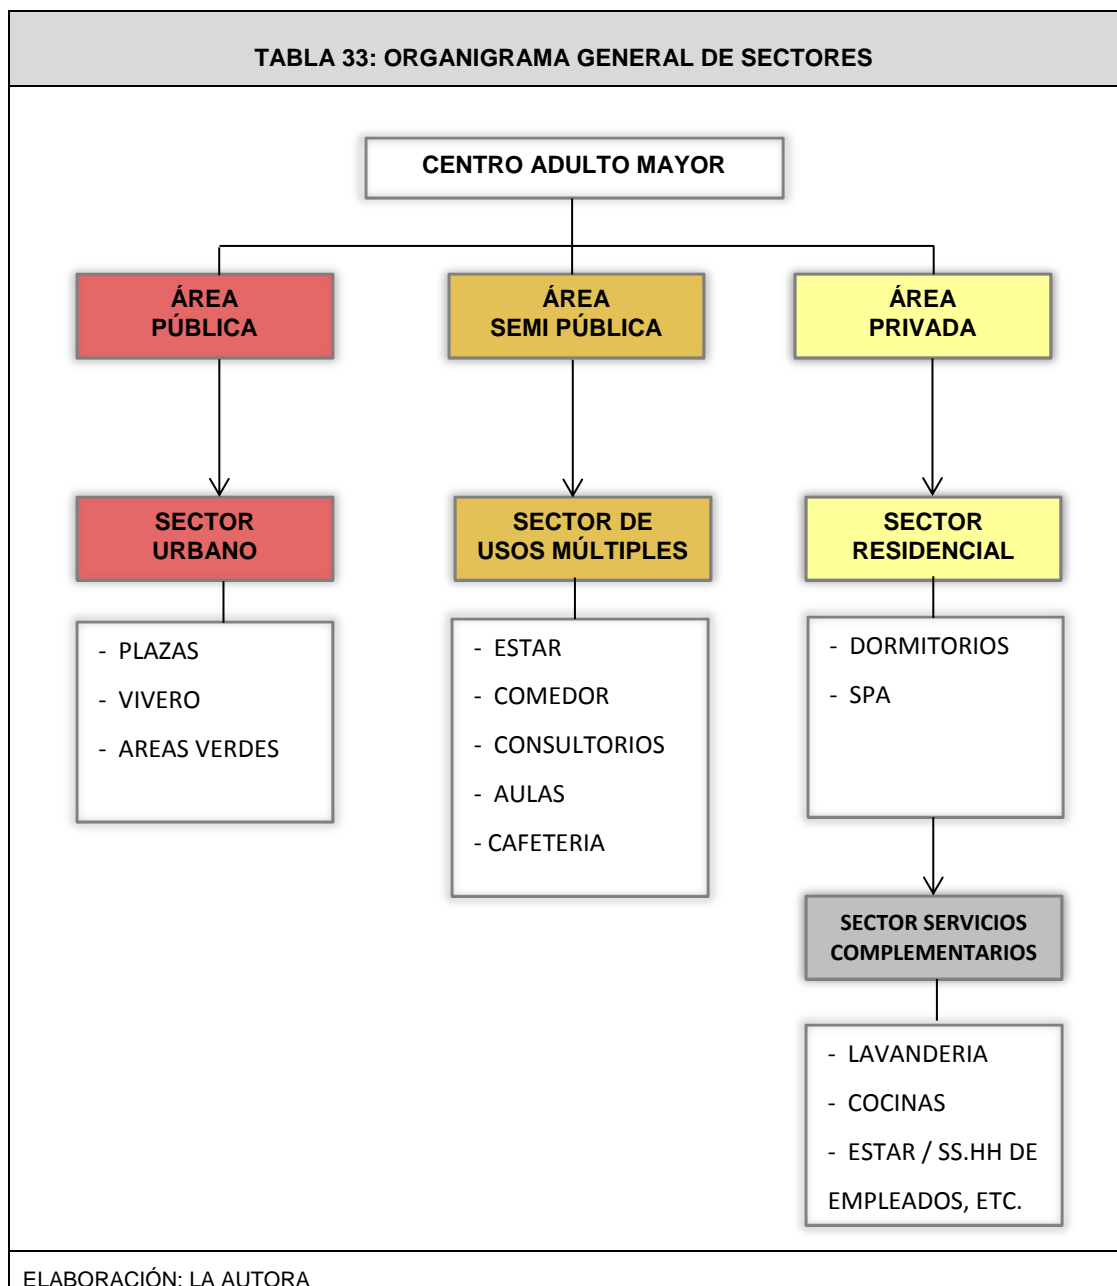 TABLA 33: ORGANIGRAMA GENERAL DE SECTORES
CENTRO ADULTO MAYOR
ÁREA
PÚBLICA
ÁREA
SEMI PÚBLICA
ÁREA
PRIVADA
SECTOR
URBANO
SECTOR DE
USOS MÚLTIPLES
SECTOR
RESIDENCIAL
- PLAZAS
- VIVERO
- AREAS VERDES
- ESTAR
- COMEDOR
- CONSULTORIOS
- AULAS
- CAFETERIA
- DORMITORIOS
- SPA
SECTOR SERVICIOS
COMPLEMENTARIOS
- LAVANDERIA
- COCINAS
- ESTAR / SS.HH DE
EMPLEADOS, ETC.
ELABORACIÓN: LA AUTORA